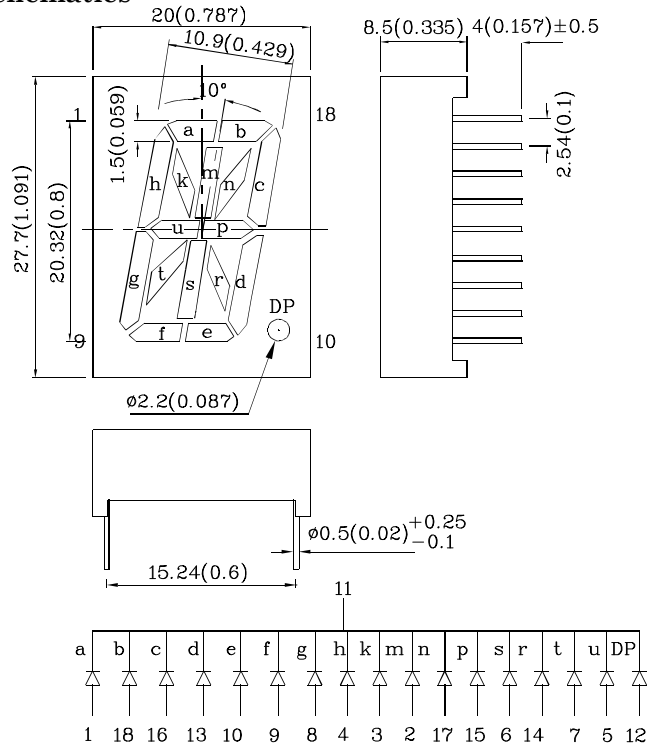 20(0.787)
8.5(0.335) 4(0.157)±0.5
10.9(0.429)
10°
1 18
1.5(0.059)
2.54(0.1)
a b
m
h k n c
27.7(1.091)
20.32(0.8)
u p
g t s r d
DP
f e
9 10
ø2.2(0.087)
ø0.5(0.02)+0.25
−0.1
15.24(0.6)
11
a b c d e f g h k m n p s r t u DP
1 18 16 13 10 9 8 4 3 2 17 15 6 14 7 5 12